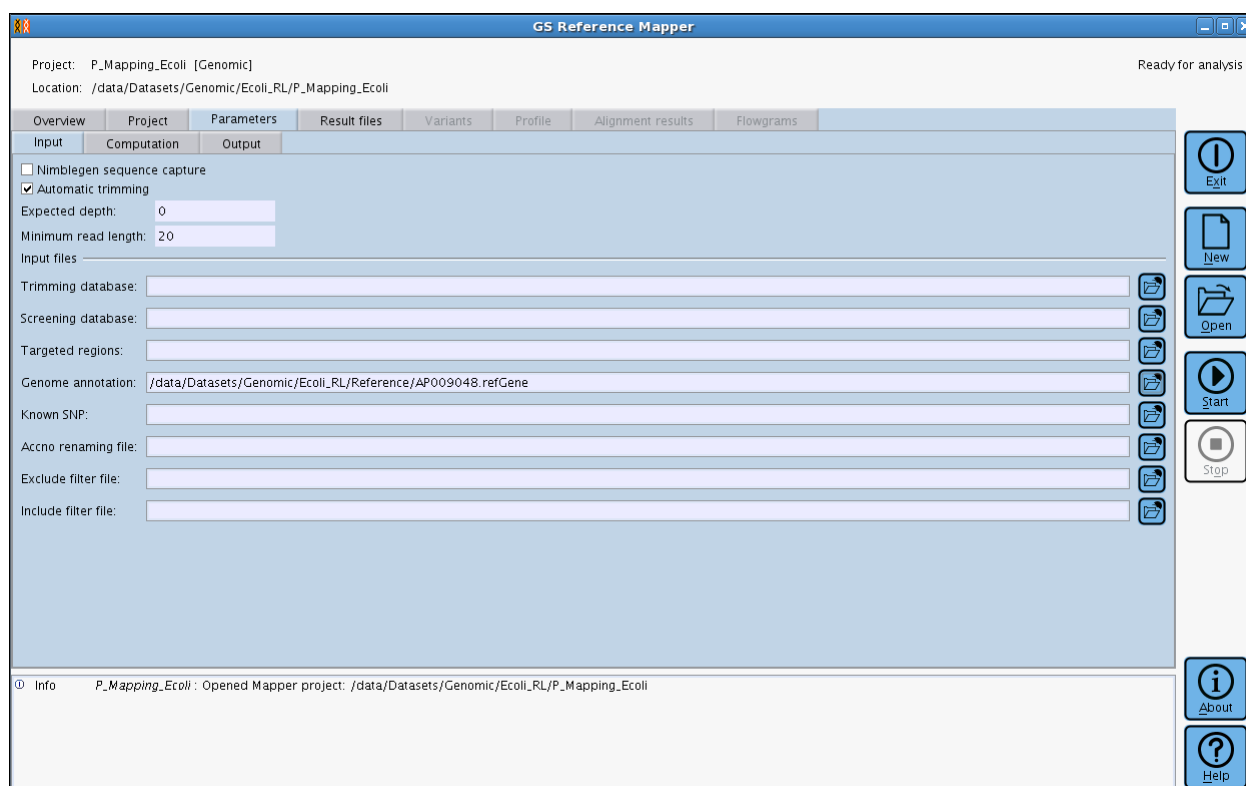 GS Reference Mapper
Project: P_Mapping_Ecoli [Genomic]
Ready for analysis
Location: /data/Datasets/Genomic/Ecoli_RL/P_Mapping_Ecoli
Overview Project Parameters Result files Variants Profile Alignment results Flowgrams
Input Computation Output
Nimblegen sequence capture
Automatic trimming
Expected depth: 0
Minimum read length: 20
Input files
Trimming database:
Screening database:
Targeted regions:
Genome annotation: /data/Datasets/Genomic/Ecoli_RL/Reference/AP009048.refGene
Known SNP:
Accno renaming file:
Exclude filter file:
Include filter file:
Exit
New
Open
Start
Stop
Info P_Mapping_Ecoli : Opened Mapper project: /data/Datasets/Genomic/Ecoli_RL/P_Mapping_Ecoli
About
Help